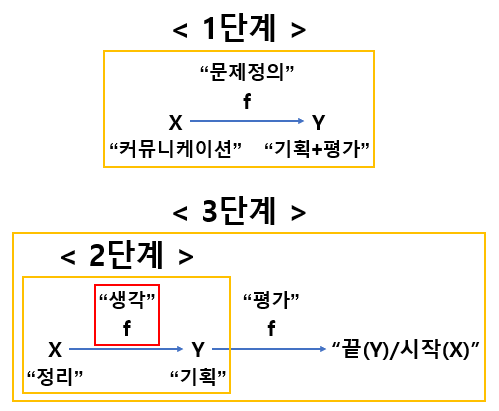 < 1단계 >
“문제정의”
f
X Y
“커뮤니케이션” “기획+평가”
< 3단계 >
< 2단계 >
“생각” “평가”
f f
X Y “끝(Y)/시작(X)”
“정리” “기획”